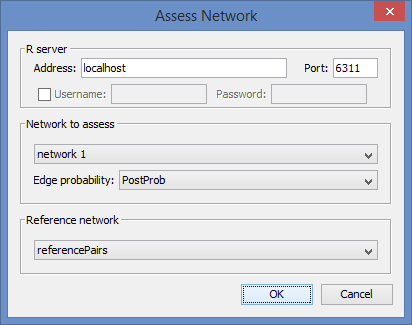 Assess Network
R server
Address: localhost Port: 6311
Username: Password:
Network to assess
network 1
Edge probability: PostProb
Reference network
referencePairs
OK Cancel